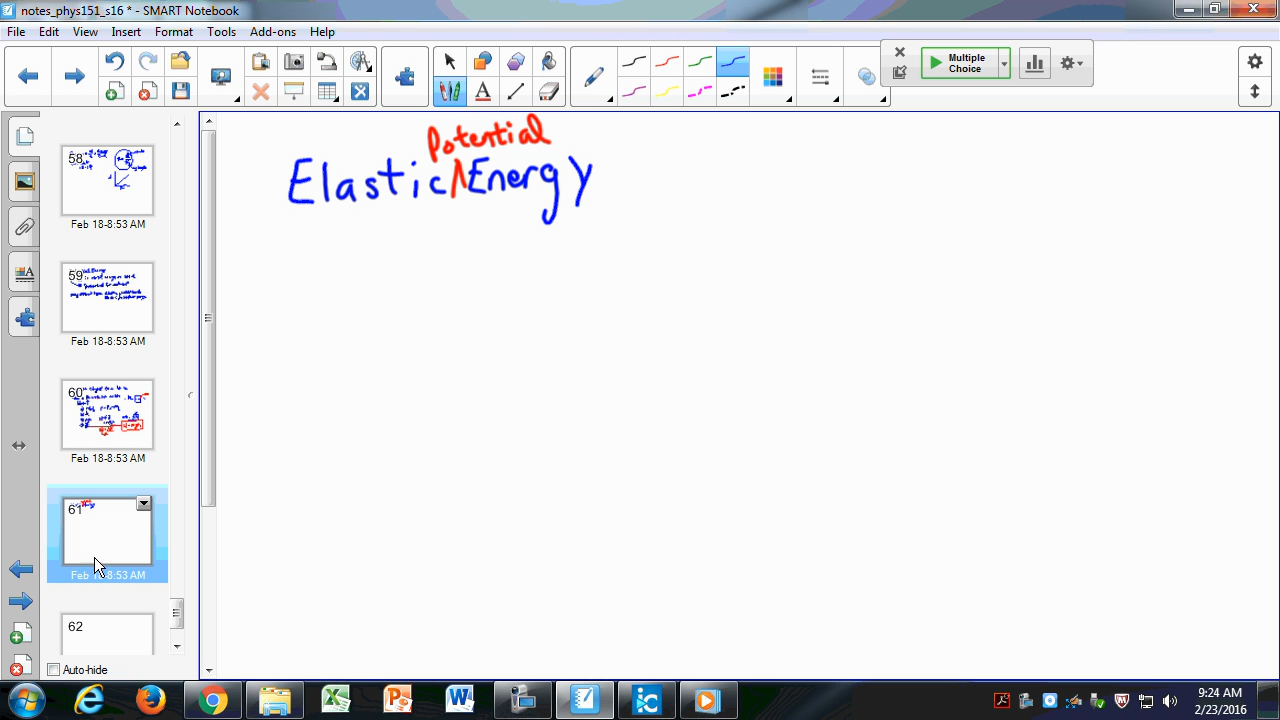 notes_phys151_s16 * - SMART Notebook
File Edit View Insert Format Tools Add-ons Help
Multiple Choice
Potential
Elastic ∧ Energy
58
Feb 18-8:53 AM
59
Feb 18-8:53 AM
60
Feb 18-8:53 AM
61
62
Auto-hide
9:24 AM
2/23/2016